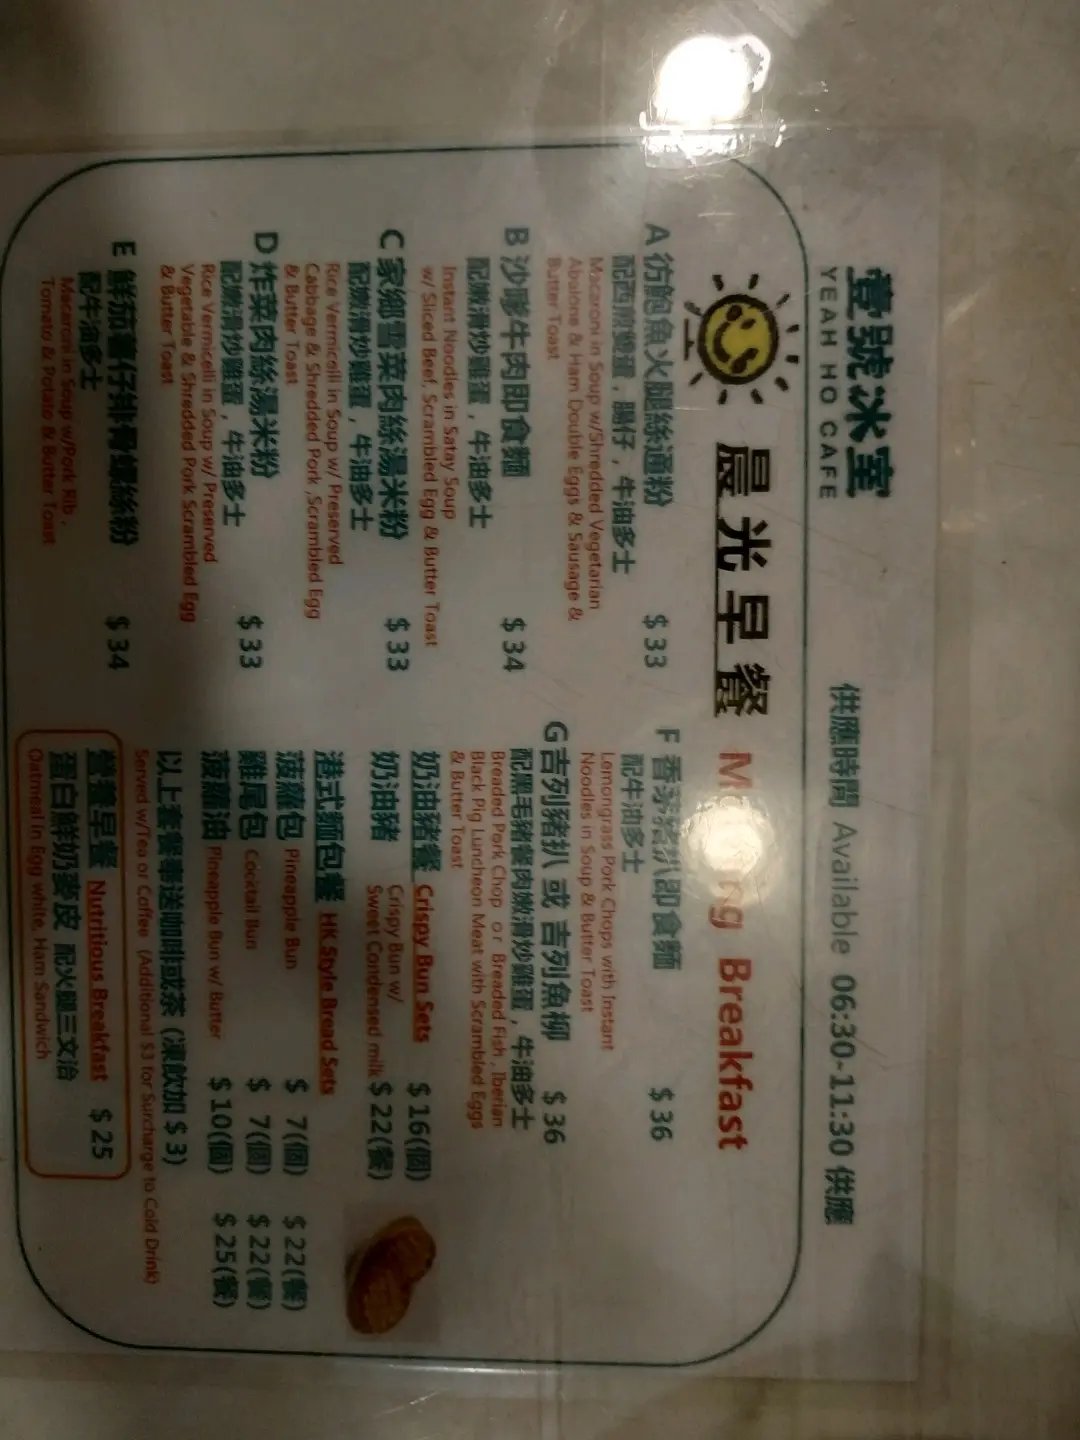 壹號冰室
YEAH HO CAFE
供應時間 Available 06:30-11:30 供應
晨光早餐 Breakfast
A 彷鮑魚火腿絲通粉 $33
配西煎雙蛋, 腸仔, 牛油多士
Macaroni in Soup w/Shredded Vegetarian
Abalone & Ham Double Eggs & Sausage &
Butter Toast
B 沙嗲牛肉即食麵 $34
配嫩滑炒雞蛋, 牛油多士
Instant Noodles in Satay Soup
w/ Sliced Beef, Scrambled Egg & Butter Toast
C 家鄉雪菜肉絲湯米粉 $33
配嫩滑炒雞蛋, 牛油多士
Rice Vermicelli in Soup w/ Preserved
Cabbage & Shredded Pork ,Scrambled Egg
& Butter Toast
D 炸菜肉絲湯米粉 $33
配嫩滑炒雞蛋, 牛油多士
Rice Vermicelli in Soup w/ Preserved
Vegetable & Shredded Pork Scrambled Egg
& Butter Toast
E 鮮茄薯仔排骨螺絲粉 $34
配牛油多士
Macaroni in Soup w/Pork Rib ,
Tomato & Potato & Butter Toast
F 香茅豬扒即食麵 $36
配牛油多士
Lemongrass Pork Chops with Instant
Noodles in Soup & Butter Toast
G 吉列豬扒 或 吉列魚柳 $36
配黑毛豬餐肉嫩滑炒雞蛋, 牛油多士
Breaded Pork Chop or Breaded Fish , Iberian
Black Pig Luncheon Meat with Scrambled Eggs
& Butter Toast
奶油豬餐 Crispy Bun Sets $16(個)
奶油豬 Crispy Bun w/
Sweet Condensed milk $22(餐)
港式麵包餐 HK Style Bread Sets
菠蘿包 Pineapple Bun $7(個) $22(餐)
雞尾包 Cocktail Bun $7(個) $22(餐)
菠蘿油 Pineapple Bun w/ Butter $10(個) $25(餐)
以上套餐奉送咖啡或茶 (凍飲加 $3)
Served w/Tea or Coffee (Additional $3 for Surcharge to Cold Drink)
營養早餐 Nutritious Breakfast $25
蛋白鮮奶麥皮 配火腿三文治
Oatmeal in Egg white, Ham Sandwich